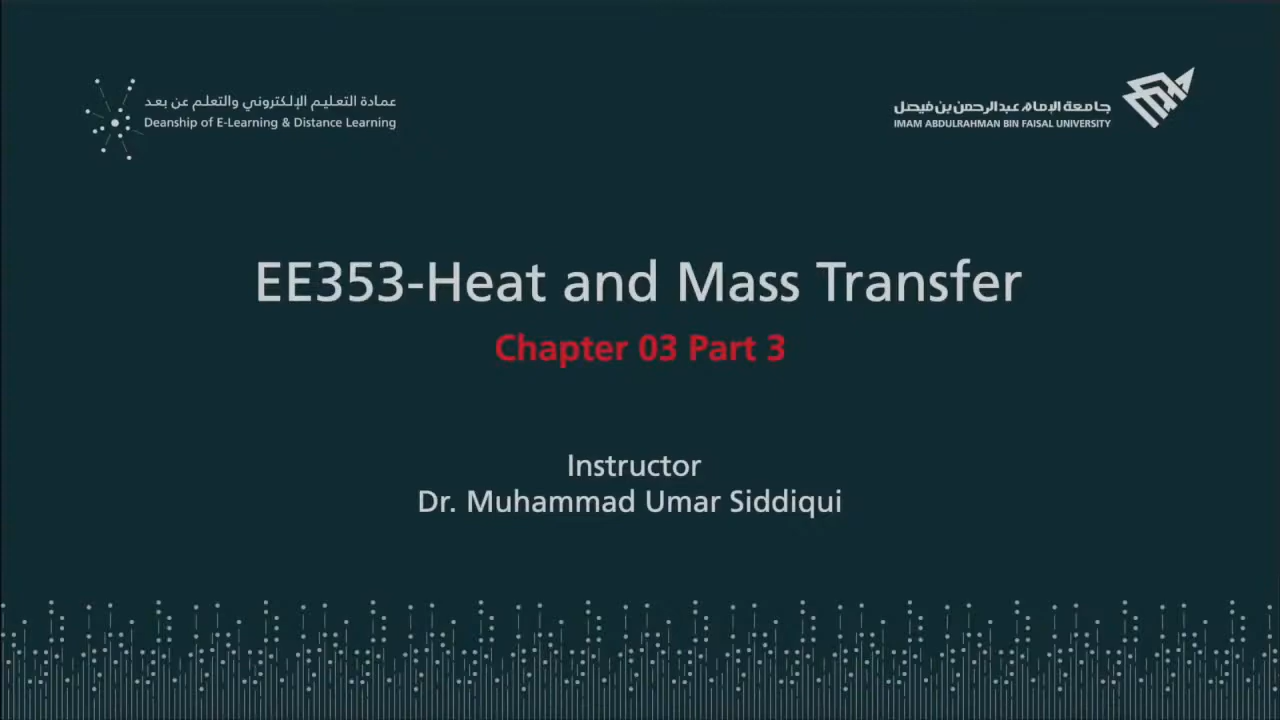 عمادة التعليم الإلكتروني والتعلم عن بعد
Deanship of E-Learning & Distance Learning
جامعة الإمام عبدالرحمن بن فيصل
IMAM ABDULRAHMAN BIN FAISAL UNIVERSITY
EE353-Heat and Mass Transfer
Chapter 03 Part 3
Instructor
Dr. Muhammad Umar Siddiqui